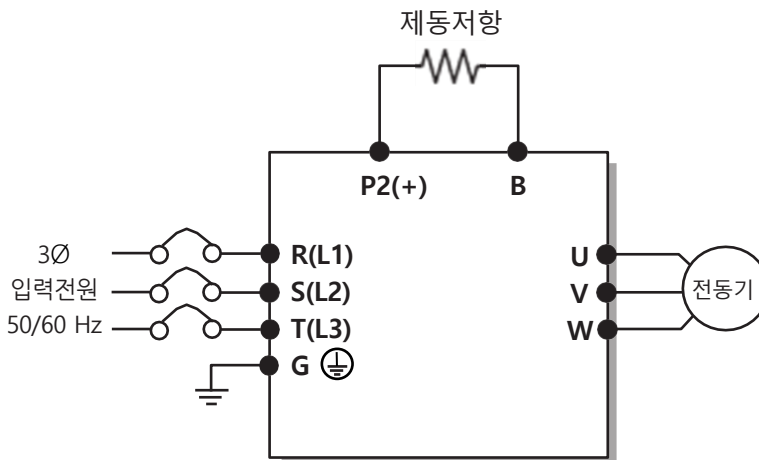 제동저항
P2(+) B
3Ø
입력전원
50/60 Hz
R(L1)
S(L2)
T(L3)
G
U
V
W
전동기